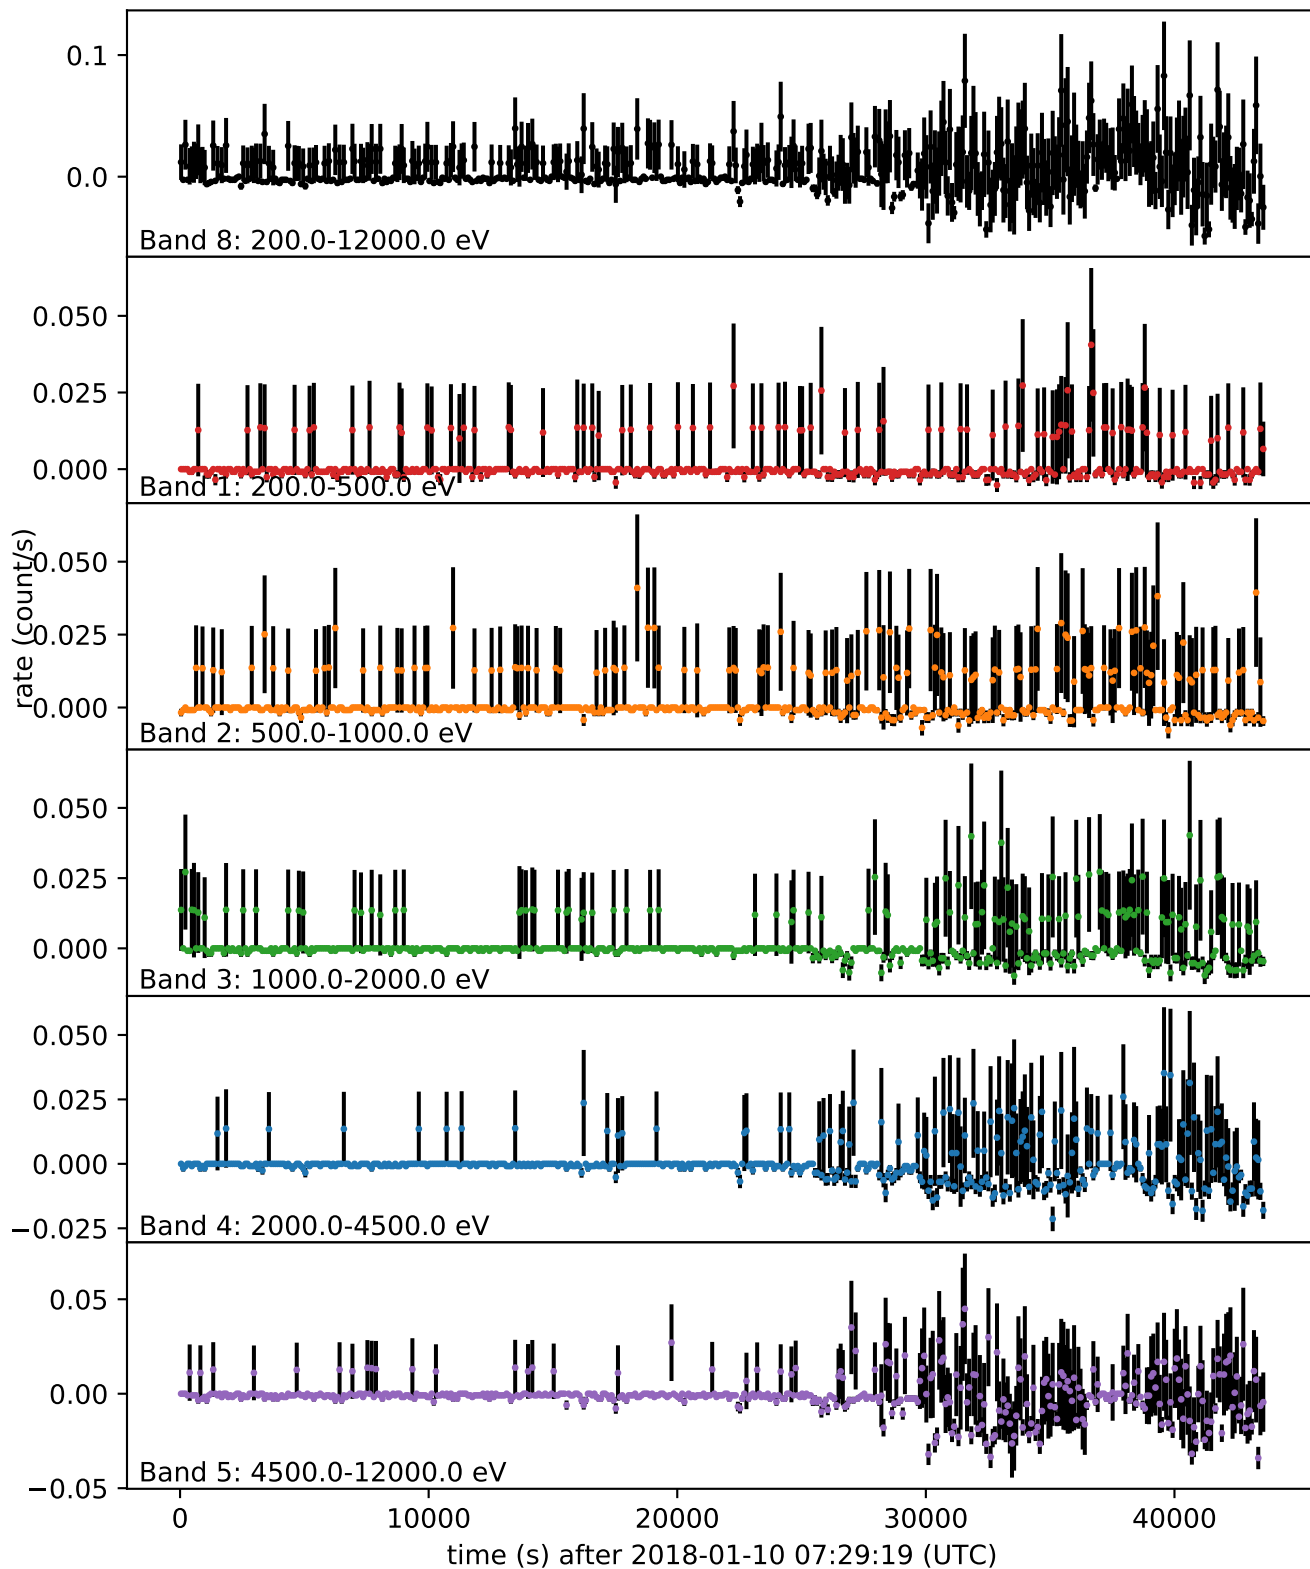 0.1
0.0
Band 8: 200.0-12000.0 eV
0.050
0.025
0.000
Band 1: 200.0-500.0 eV
rate (count/s)
0.050
0.025
0.000
Band 2: 500.0-1000.0 eV
0.050
0.025
0.000
Band 3: 1000.0-2000.0 eV
0.050
0.025
0.000
−0.025
Band 4: 2000.0-4500.0 eV
0.05
0.00
−0.05
Band 5: 4500.0-12000.0 eV
0 10000 20000 30000 40000
time (s) after 2018-01-10 07:29:19 (UTC)